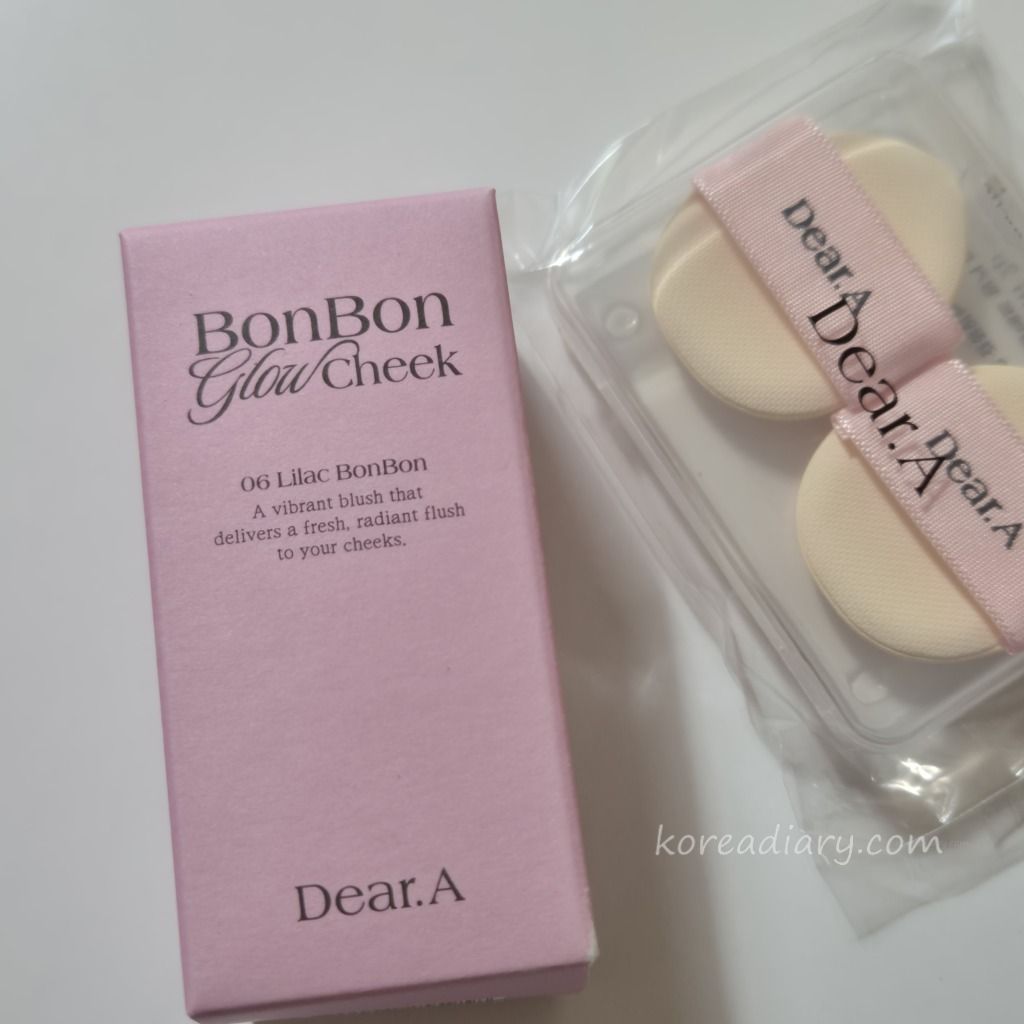 BonBon
Glow Cheek
06 Lilac BonBon
A vibrant blush that
delivers a fresh, radiant flush
to your cheeks.
Dear.A
Dear.A
Dear.A
Dear.A
koreadiary.com